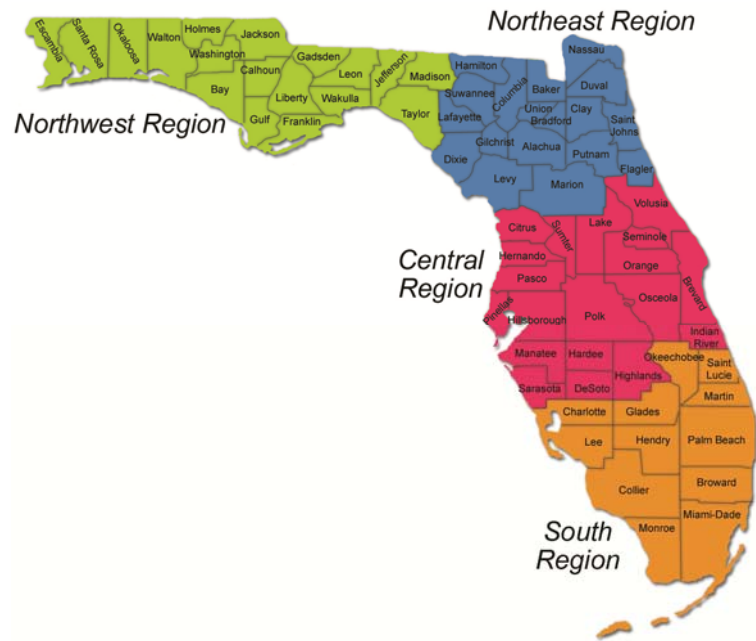 Northeast Region
Northwest Region
Central
Region
South
Region
Escambia
Santa Rosa
Okaloosa
Walton
Holmes
Washington
Jackson
Bay
Calhoun
Gulf
Liberty
Franklin
Gadsden
Leon
Wakulla
Jefferson
Madison
Taylor
Hamilton
Suwannee
Lafayette
Columbia
Baker
Nassau
Duval
Union
Bradford
Clay
Saint
Johns
Gilchrist
Alachua
Putnam
Dixie
Levy
Marion
Flagler
Volusia
Citrus
Sumter
Lake
Seminole
Hernando
Orange
Pasco
Osceola
Brevard
Pinellas
Hillsborough
Polk
Indian
River
Manatee
Hardee
Highlands
Okeechobee
Saint
Lucie
Sarasota
DeSoto
Martin
Charlotte
Glades
Lee
Hendry
Palm Beach
Collier
Broward
Monroe
Miami-Dade